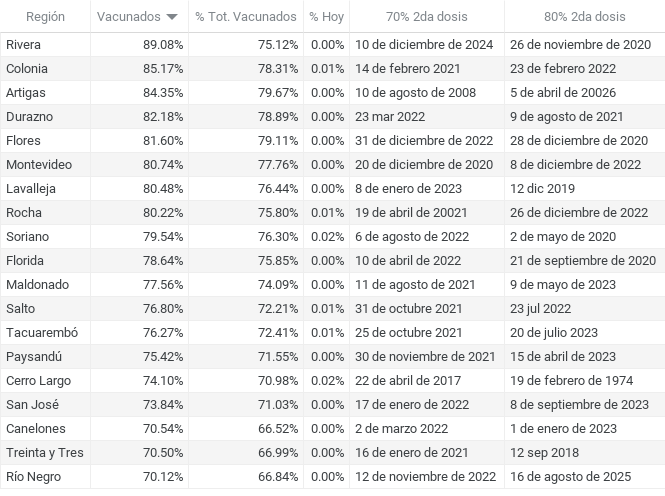 Región Vacunados % Tot. Vacunados % Hoy 70% 2da dosis 80% 2da dosis
Rivera 89.08% 75.12% 0.00% 10 de diciembre de 2024 26 de noviembre de 2020
Colonia 85.17% 78.31% 0.01% 14 de febrero 2021 23 de febrero 2022
Artigas 84.35% 79.67% 0.00% 10 de agosto de 2008 5 de abril de 20026
Durazno 82.18% 78.89% 0.01% 23 mar 2022 9 de agosto de 2021
Flores 81.60% 79.11% 0.00% 31 de diciembre de 2022 28 de diciembre de 2020
Montevideo 80.74% 77.76% 0.00% 20 de diciembre de 2020 8 de diciembre de 2022
Lavalleja 80.48% 76.44% 0.00% 8 de enero de 2023 12 dic 2019
Rocha 80.22% 75.80% 0.01% 19 de abril de 20021 26 de diciembre de 2022
Soriano 79.54% 76.30% 0.02% 6 de agosto de 2022 2 de mayo de 2020
Florida 78.64% 75.85% 0.00% 10 de abril de 2022 21 de septiembre de 2020
Maldonado 77.56% 74.09% 0.00% 11 de agosto de 2021 9 de mayo de 2023
Salto 76.80% 72.21% 0.01% 31 de octubre 2021 23 jul 2022
Tacuarembó 76.27% 72.41% 0.01% 25 de octubre 2021 20 de julio 2023
Paysandú 75.42% 71.55% 0.00% 30 de noviembre de 2021 15 de abril de 2023
Cerro Largo 74.10% 70.98% 0.02% 22 de abril de 2017 19 de febrero de 1974
San José 73.84% 71.03% 0.00% 17 de enero de 2022 8 de septiembre de 2023
Canelones 70.54% 66.52% 0.00% 2 de marzo 2022 1 de enero de 2023
Treinta y Tres 70.50% 66.99% 0.00% 16 de enero de 2021 12 sep 2018
Río Negro 70.12% 66.84% 0.00% 12 de noviembre de 2022 16 de agosto de 2025